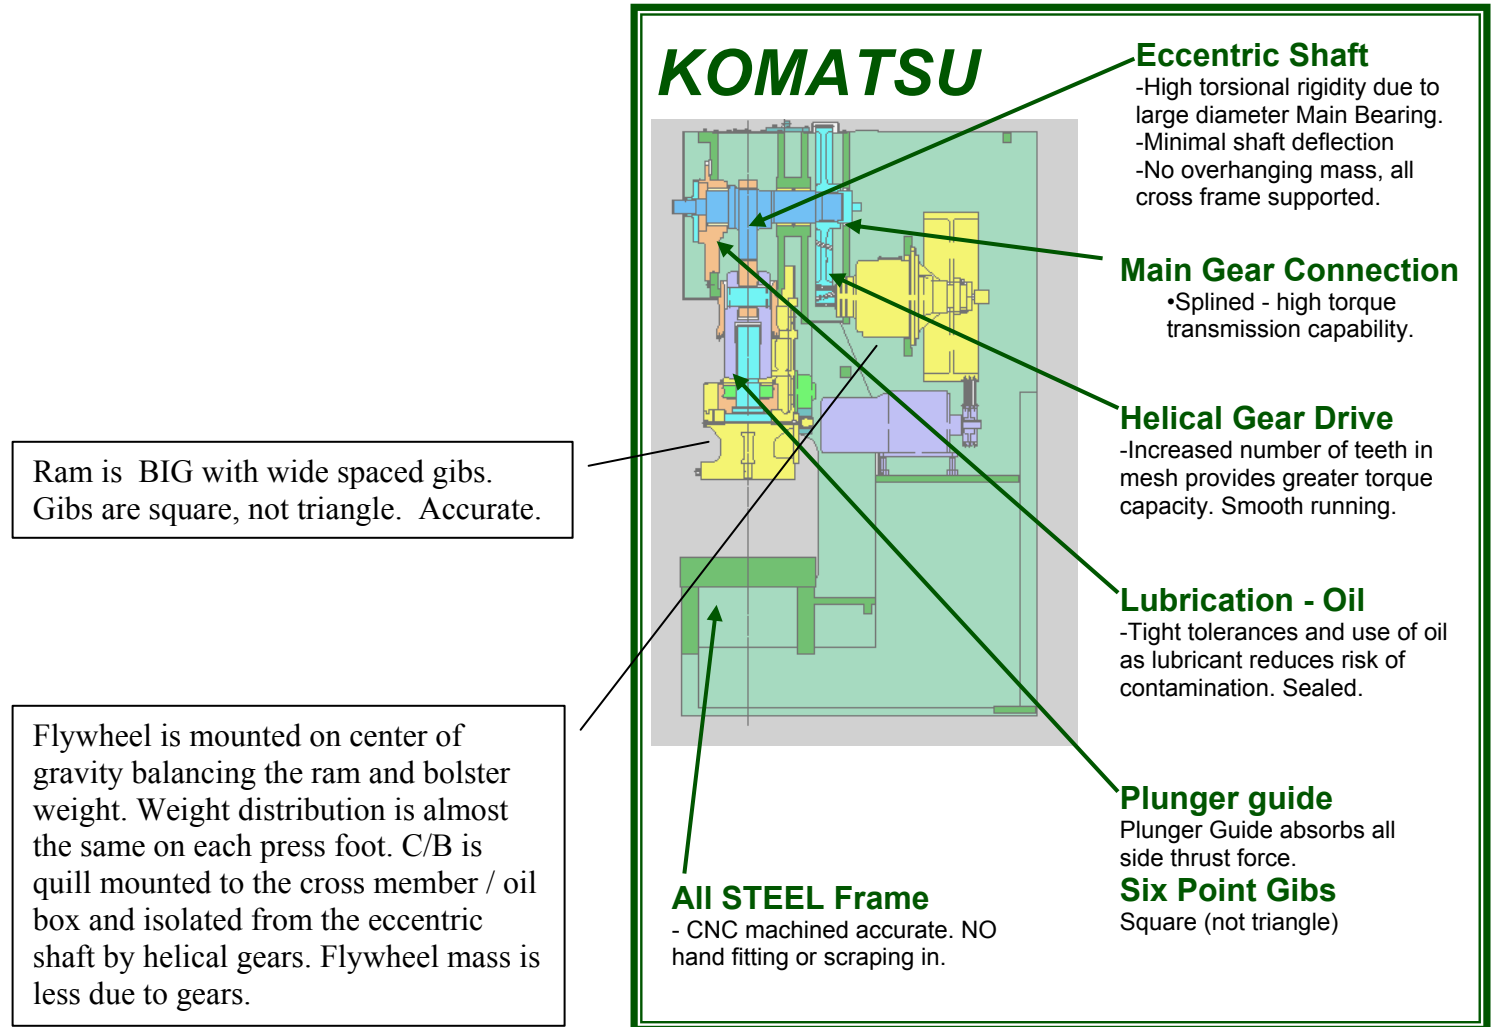 KOMATSU
Eccentric Shaft
-High torsional rigidity due to
large diameter Main Bearing.
-Minimal shaft deflection
-No overhanging mass, all
cross frame supported.
Main Gear Connection
•Splined - high torque
transmission capability.
Helical Gear Drive
-Increased number of teeth in
mesh provides greater torque
capacity. Smooth running.
Ram is  BIG with wide spaced gibs.
Gibs are square, not triangle.  Accurate.
Lubrication - Oil
-Tight tolerances and use of oil
as lubricant reduces risk of
contamination. Sealed.
Flywheel is mounted on center of
gravity balancing the ram and bolster
weight. Weight distribution is almost
the same on each press foot. C/B is
quill mounted to the cross member / oil
box and isolated from the eccentric
shaft by helical gears. Flywheel mass is
less due to gears.
Plunger guide
Plunger Guide absorbs all
side thrust force.
Six Point Gibs
Square (not triangle)
All STEEL Frame
- CNC machined accurate. NO
hand fitting or scraping in.